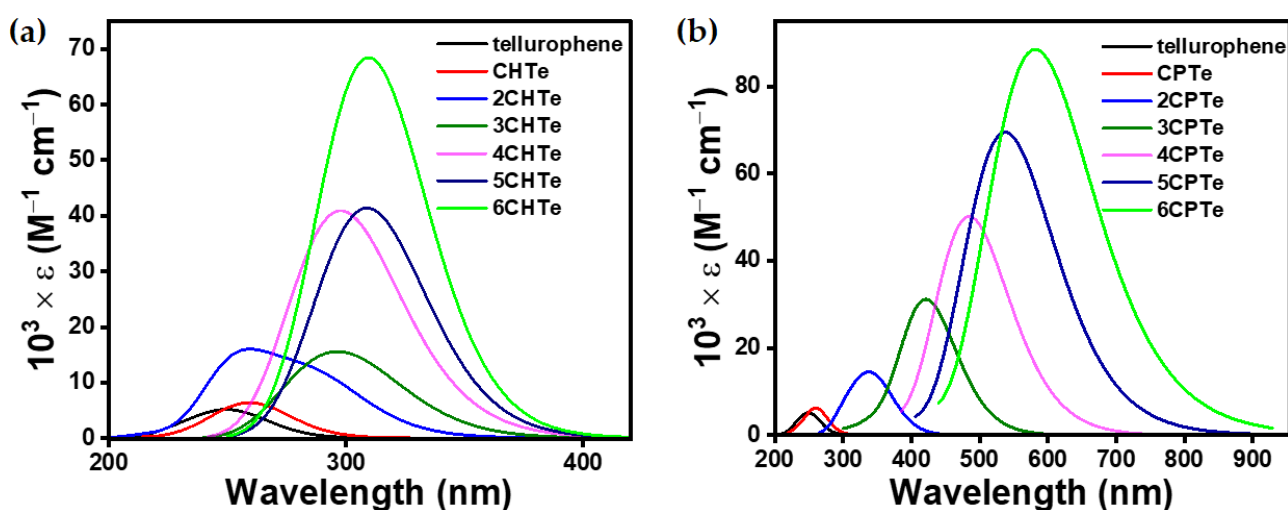 (a)
10³ × ε (M⁻¹ cm⁻¹)
70
60
50
40
30
20
10
0
tellurophene
CHTe
2CHTe
3CHTe
4CHTe
5CHTe
6CHTe
200 300 400
Wavelength (nm)
(b)
10³ × ε (M⁻¹ cm⁻¹)
80
60
40
20
0
tellurophene
CPTe
2CPTe
3CPTe
4CPTe
5CPTe
6CPTe
200 300 400 500 600 700 800 900
Wavelength (nm)